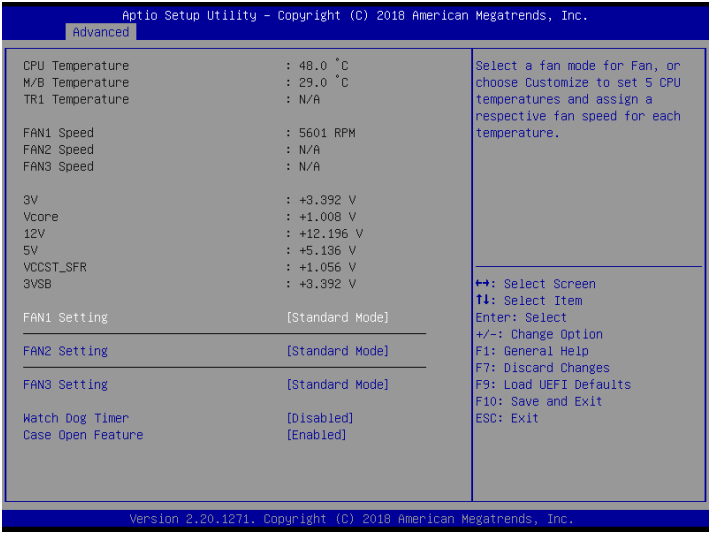 Aptio Setup Utility – Copyright (C) 2018 American Megatrends, Inc.
Advanced
CPU Temperature : 48.0 °C
M/B Temperature : 29.0 °C
TR1 Temperature : N/A
FAN1 Speed : 5601 RPM
FAN2 Speed : N/A
FAN3 Speed : N/A
3V : +3.392 V
Vcore : +1.008 V
12V : +12.196 V
5V : +5.136 V
VCCST_SFR : +1.056 V
3VSB : +3.392 V
FAN1 Setting [Standard Mode]
FAN2 Setting [Standard Mode]
FAN3 Setting [Standard Mode]
Watch Dog Timer [Disabled]
Case Open Feature [Enabled]
Select a fan mode for Fan, or
choose Customize to set 5 CPU
temperatures and assign a
respective fan speed for each
temperature.
↔: Select Screen
↑↓: Select Item
Enter: Select
+/-: Change Option
F1: General Help
F7: Discard Changes
F9: Load UEFI Defaults
F10: Save and Exit
ESC: Exit
Version 2.20.1271. Copyright (C) 2018 American Megatrends, Inc.